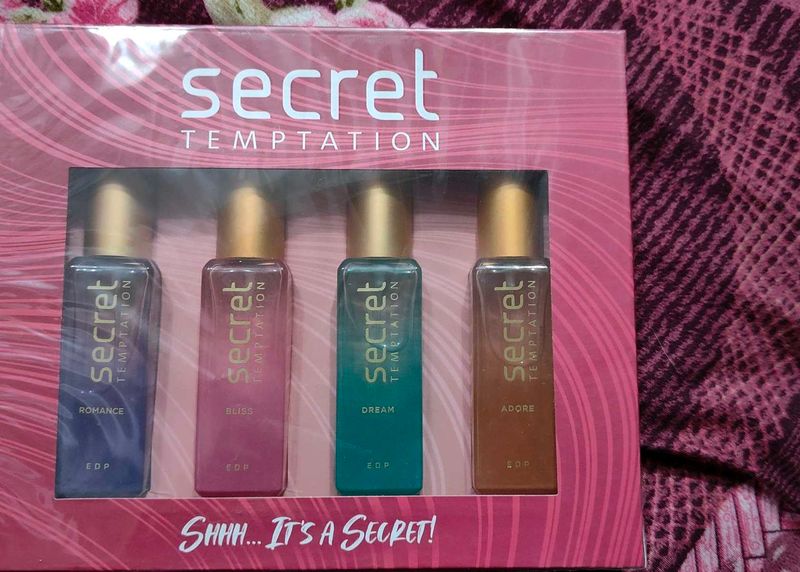 secret
TEMPTATION
secret
TEMPTATION
ROMANCE
EDP
secret
TEMPTATION
BLISS
EDP
secret
TEMPTATION
DREAM
EDP
secret
TEMPTATION
ADORE
EDP
SHHH... IT'S A SECRET!